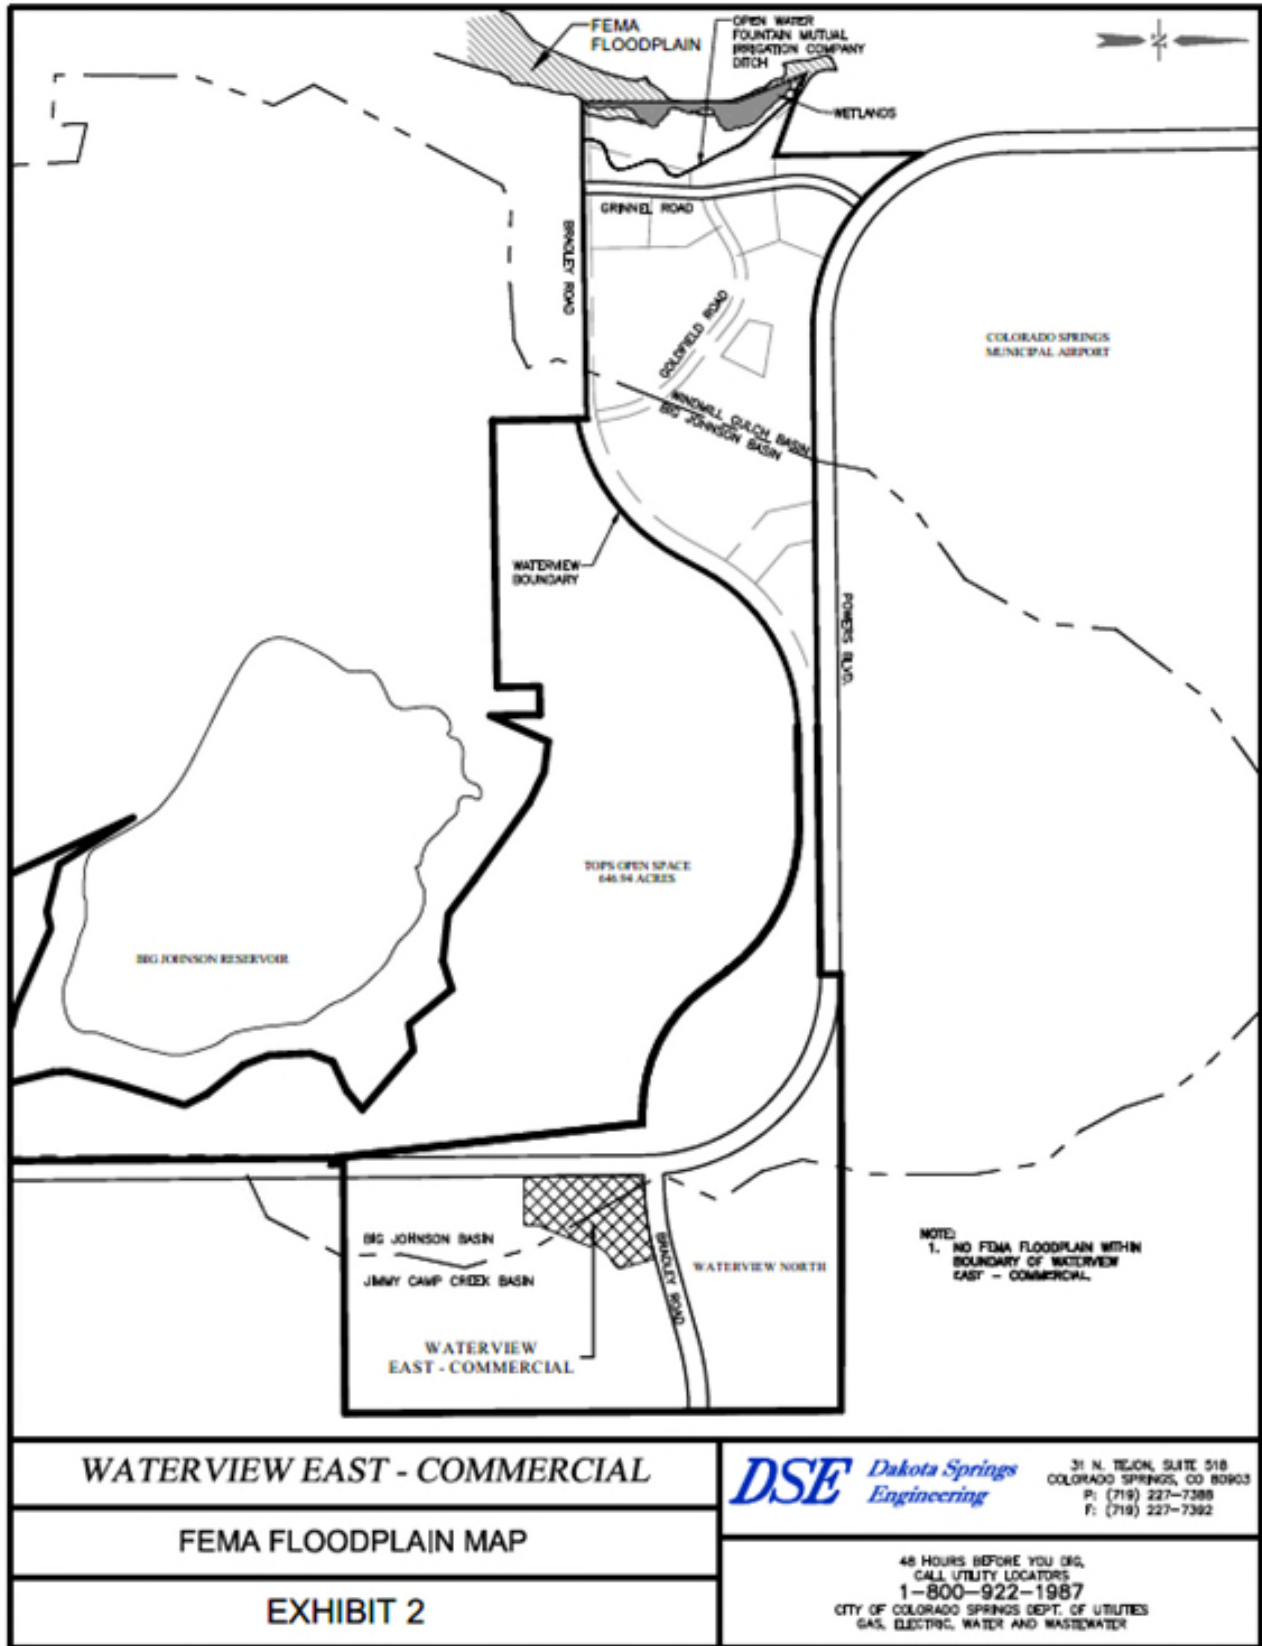 FEMA
FLOODPLAIN
OPEN WATER
FOUNTAIN MUTUAL
IRRIGATION COMPANY
DITCH
N
WETLANDS
GRINNEL ROAD
BRADLEY ROAD
GOLDFIELD ROAD
COLORADO SPRINGS
MUNICIPAL AIRPORT
WINDMILL GULCH BASIN
BIG JOHNSON BASIN
WATERVIEW
BOUNDARY
POWERS BLVD.
TOPS OPEN SPACE
646.94 ACRES
BIG JOHNSON RESERVOIR
BIG JOHNSON BASIN
JIMMY CAMP CREEK BASIN
BRADLEY ROAD
WATERVIEW NORTH
WATERVIEW
EAST - COMMERCIAL
NOTE:
1. NO FEMA FLOODPLAIN WITHIN
BOUNDARY OF WATERVIEW
EAST - COMMERCIAL.
WATERVIEW EAST - COMMERCIAL
FEMA FLOODPLAIN MAP
EXHIBIT 2
DSE
Dakota Springs
Engineering
31 N. TEJON, SUITE 518
COLORADO SPRINGS, CO 80903
P: (719) 227-7388
F: (719) 227-7392
48 HOURS BEFORE YOU DIG,
CALL UTILITY LOCATORS
1-800-922-1987
CITY OF COLORADO SPRINGS DEPT. OF UTILITIES
GAS, ELECTRIC, WATER AND WASTEWATER